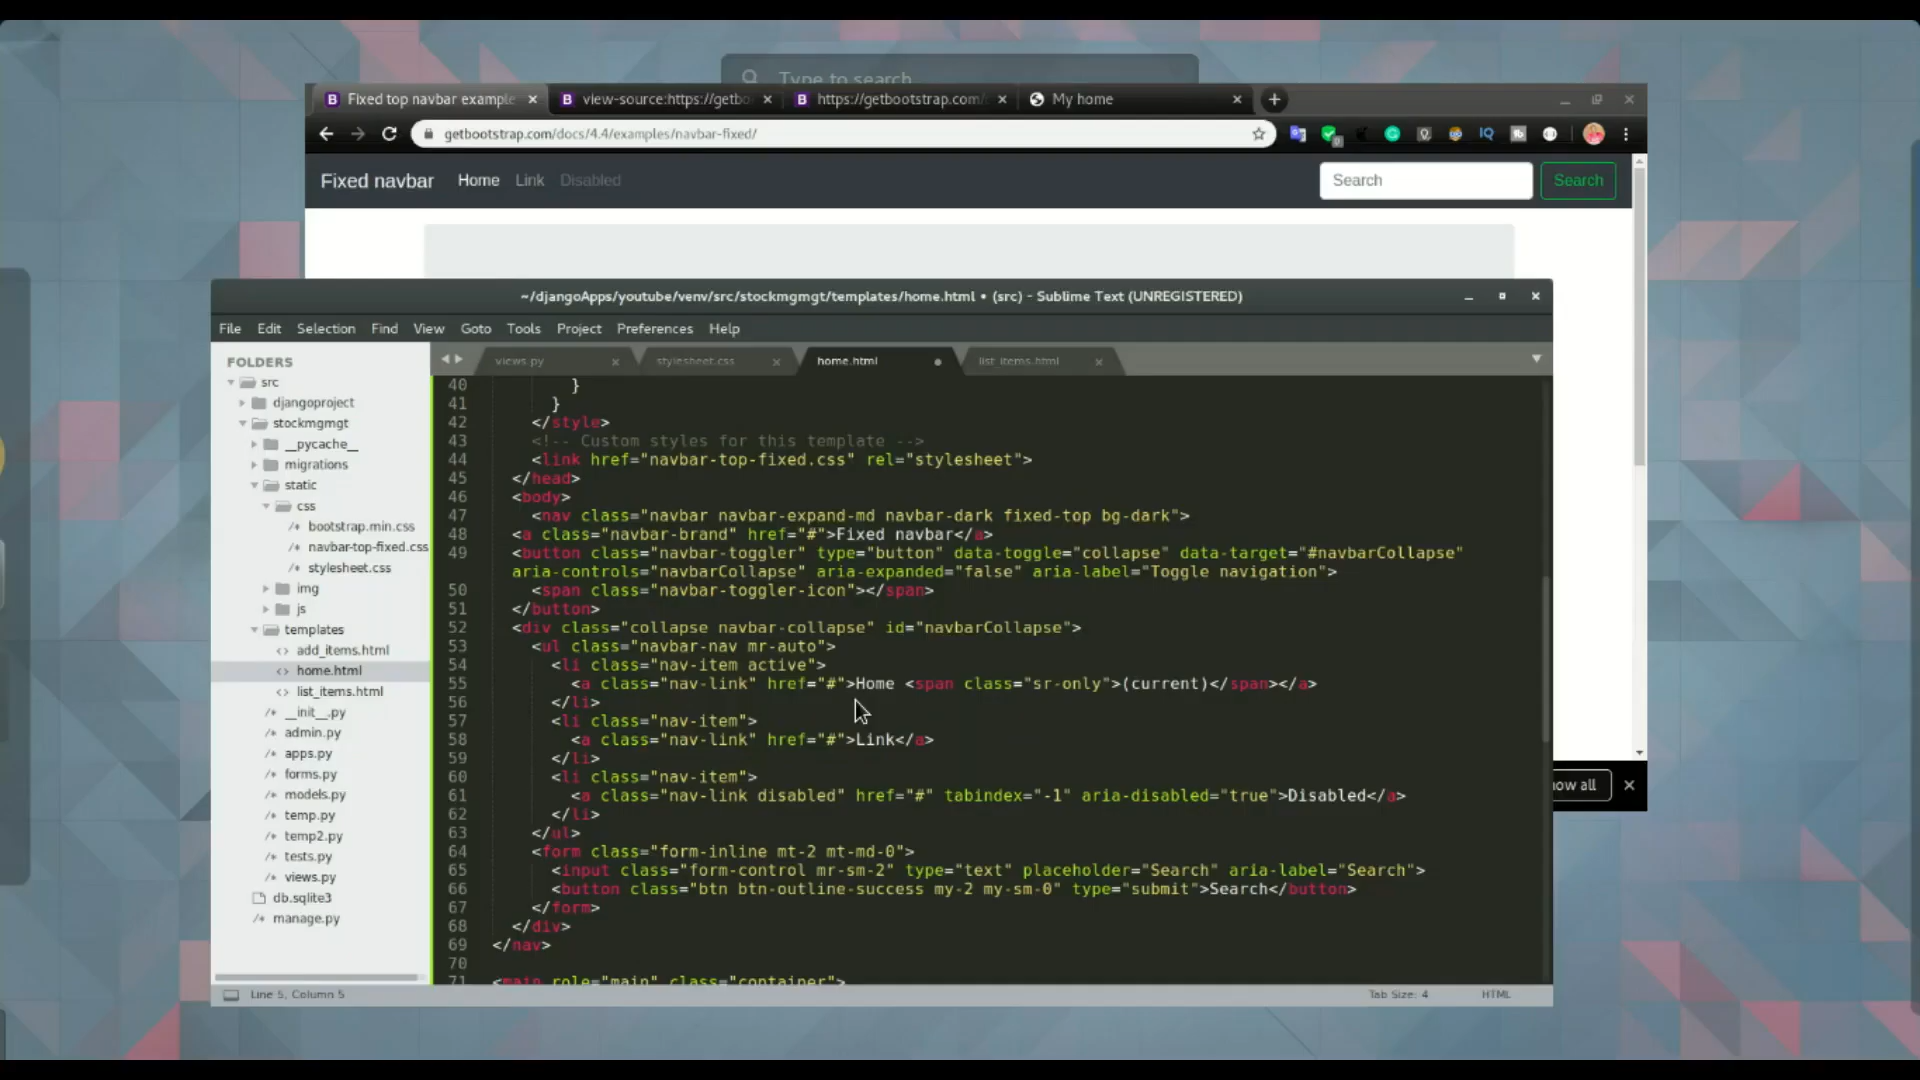 Type to search
Fixed top navbar example
view-source:https://getbo
https://getbootstrap.com/
My home
getbootstrap.com/docs/4.4/examples/navbar-fixed/
Fixed navbar
Home
Link
Disabled
Search
Search
~/djangoApps/youtube/venv/src/stockmgmgt/templates/home.html • (src) - Sublime Text (UNREGISTERED)
File Edit Selection Find View Goto Tools Project Preferences Help
FOLDERS
src
djangoproject
stockmgmgt
__pycache__
migrations
static
css
bootstrap.min.css
navbar-top-fixed.css
stylesheet.css
img
js
templates
add_items.html
home.html
list_items.html
__init__.py
admin.py
apps.py
forms.py
models.py
temp.py
temp2.py
tests.py
views.py
db.sqlite3
manage.py
views.py
stylesheet.css
home.html
list_items.html
40 }
41 }
42 </style>
43 <!-- Custom styles for this template -->
44 <link href="navbar-top-fixed.css" rel="stylesheet">
45 </head>
46 <body>
47 <nav class="navbar navbar-expand-md navbar-dark fixed-top bg-dark">
48 <a class="navbar-brand" href="#">Fixed navbar</a>
49 <button class="navbar-toggler" type="button" data-toggle="collapse" data-target="#navbarCollapse"
aria-controls="navbarCollapse" aria-expanded="false" aria-label="Toggle navigation">
50 <span class="navbar-toggler-icon"></span>
51 </button>
52 <div class="collapse navbar-collapse" id="navbarCollapse">
53 <ul class="navbar-nav mr-auto">
54 <li class="nav-item active">
55 <a class="nav-link" href="#">Home <span class="sr-only">(current)</span></a>
56 </li>
57 <li class="nav-item">
58 <a class="nav-link" href="#">Link</a>
59 </li>
60 <li class="nav-item">
61 <a class="nav-link disabled" href="#" tabindex="-1" aria-disabled="true">Disabled</a>
62 </li>
63 </ul>
64 <form class="form-inline mt-2 mt-md-0">
65 <input class="form-control mr-sm-2" type="text" placeholder="Search" aria-label="Search">
66 <button class="btn btn-outline-success my-2 my-sm-0" type="submit">Search</button>
67 </form>
68 </div>
69 </nav>
70
71 <main role="main" class="container">
ow all
Line 5, Column 5
Tab Size: 4
HTML